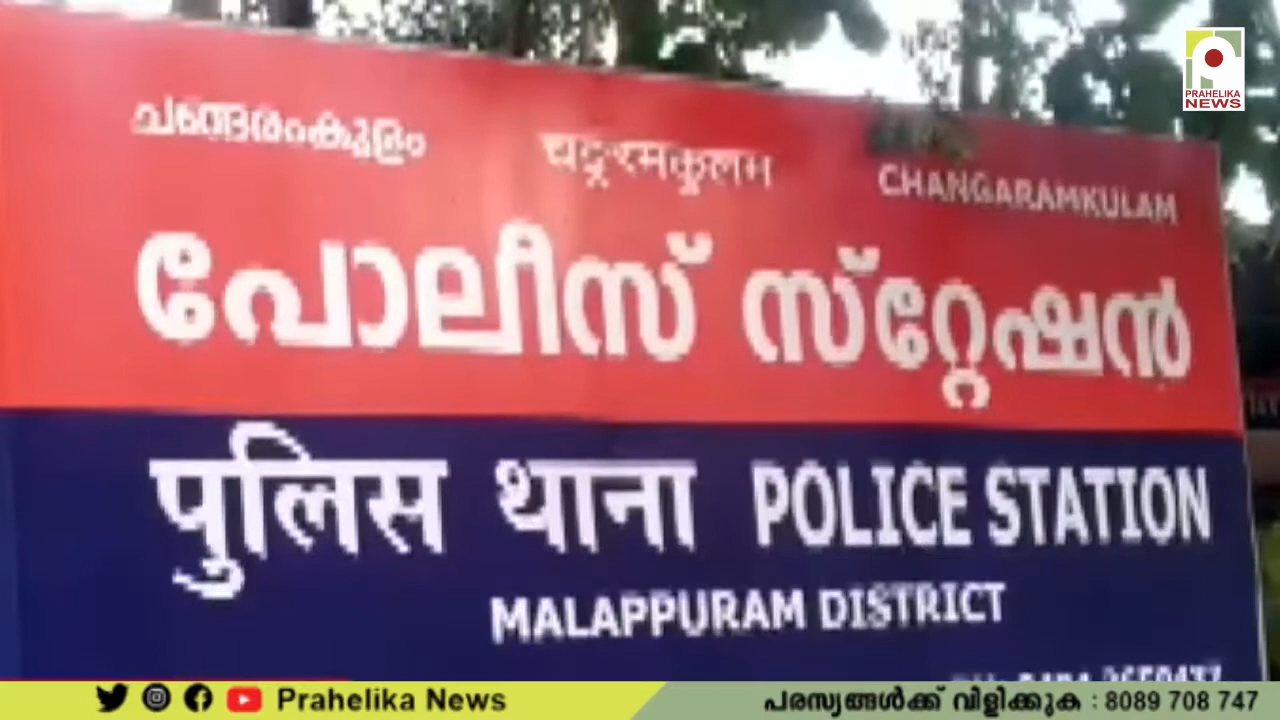 PRAHELIKA
NEWS
ചങ്ങരംകുളം चङ्गरमकुलम CHANGARAMKULAM
പോലീസ് സ്റ്റേഷൻ
पुलिस थाना POLICE STATION
MALAPPURAM DISTRICT
Prahelika News
പരസ്യങ്ങൾക്ക് വിളിക്കുക : 8089 708 747